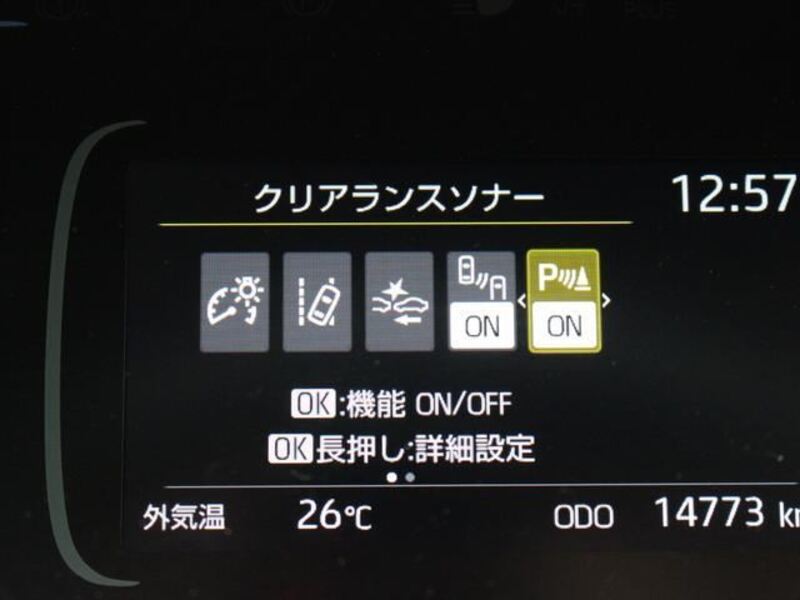 クリアランスソナー 12:57
ON P ON
OK:機能 ON/OFF
OK長押し:詳細設定
外気温 26℃ ODO 14773 km